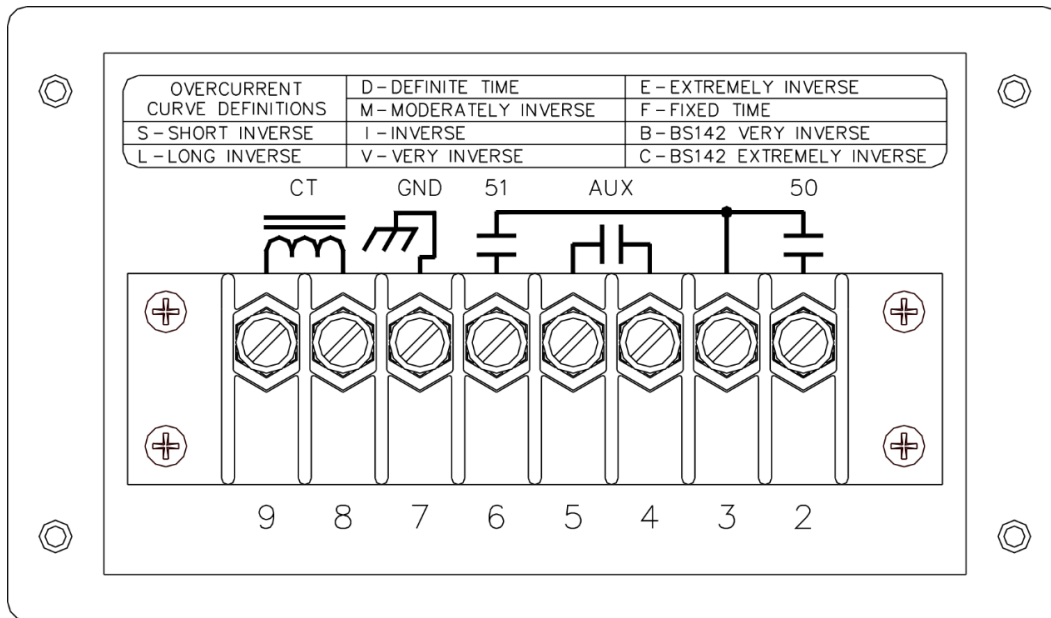 OVERCURRENT
CURVE DEFINITIONS
S - SHORT INVERSE
L - LONG INVERSE
D - DEFINITE TIME
M - MODERATELY INVERSE
I - INVERSE
V - VERY INVERSE
E - EXTREMELY INVERSE
F - FIXED TIME
B - BS142 VERY INVERSE
C - BS142 EXTREMELY INVERSE
CT GND 51 AUX 50
9 8 7 6 5 4 3 2